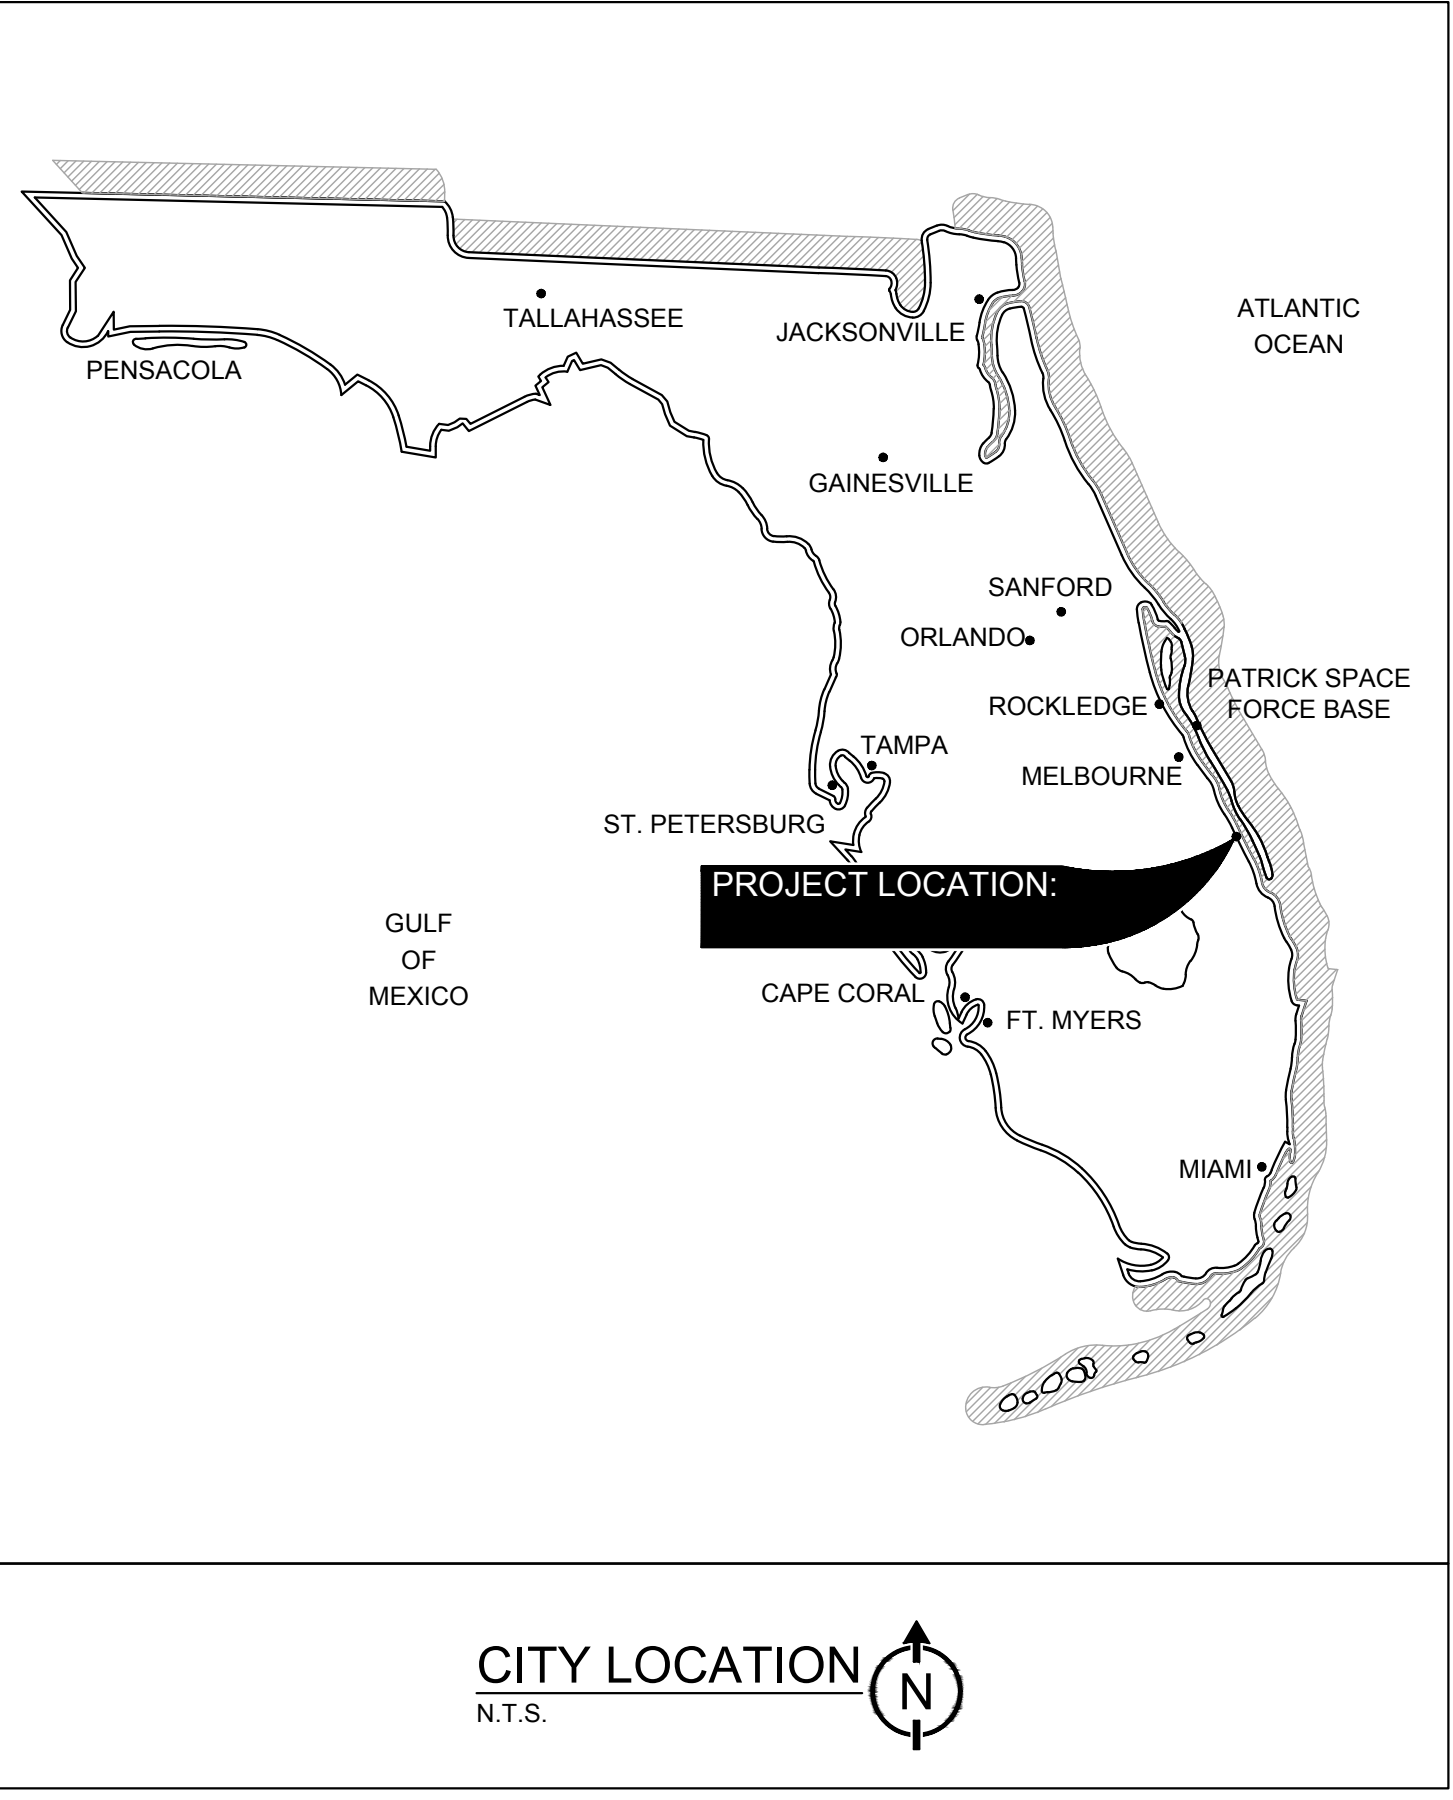 ATLANTIC
OCEAN
TALLAHASSEE
JACKSONVILLE
PENSACOLA
GAINESVILLE
SANFORD
ORLANDO
PATRICK SPACE
FORCE BASE
ROCKLEDGE
TAMPA
MELBOURNE
ST. PETERSBURG
PROJECT LOCATION:
GULF
OF
MEXICO
CAPE CORAL
FT. MYERS
MIAMI
CITY LOCATION
N
N.T.S.